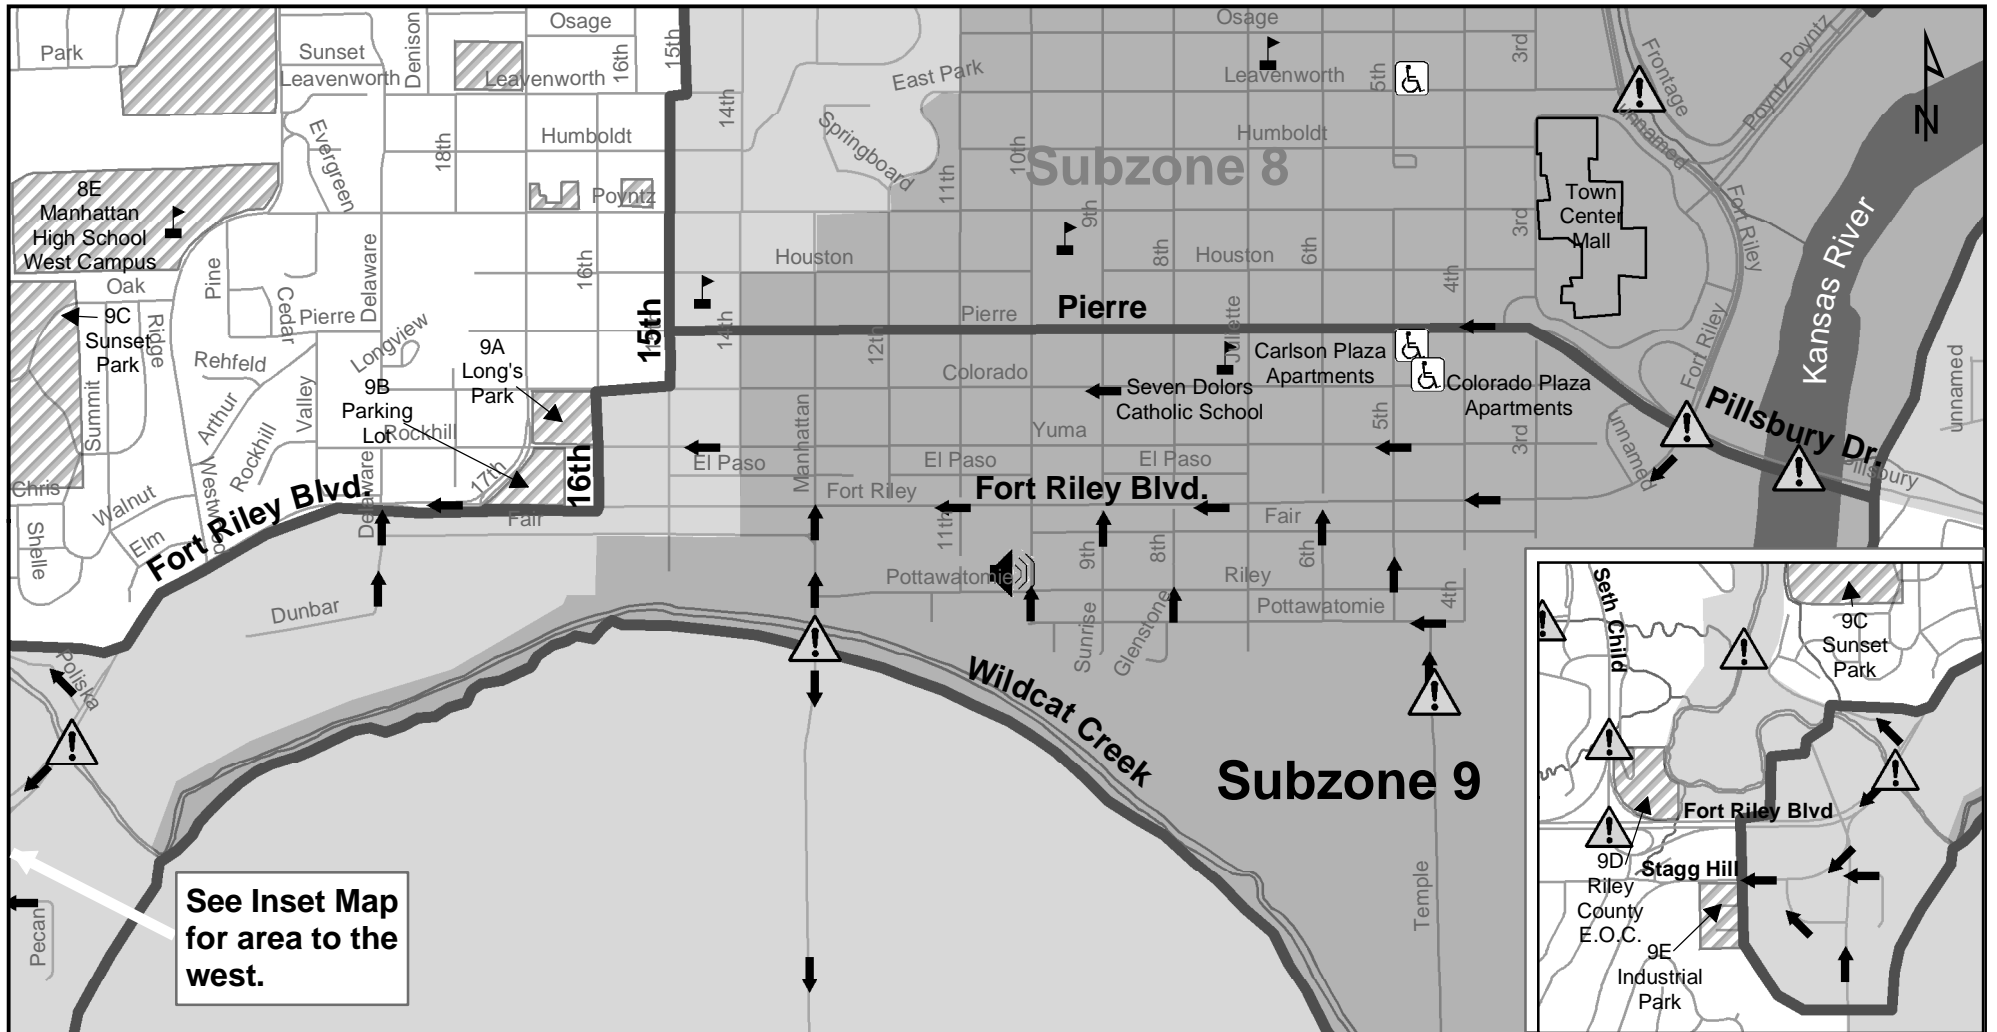 Osage
Osage
Park
Sunset
Denison
16th
15th
3rd
Frontage
Poyntz
Leavenworth
Leavenworth
East Park
Leavenworth
5th
Poyntz
14th
Evergreen
18th
Humboldt
Springboard
10th
Humboldt
unnamed
N
Subzone 8
8E
Manhattan
High School
West Campus
Poyntz
11th
9th
3rd
Town
Center
Mall
Fort Riley
Kansas River
Oak
Pine
Cedar
Delaware
16th
Houston
8th
Houston
6th
4th
9C
Sunset
Park
Ridge
Pierre
Longview
15th
14th
Pierre
Pierre
12th
Juliette
Fort Riley
Rehfeld
9A
Long's
Park
Colorado
Carlson Plaza
Apartments
Colorado Plaza
Apartments
Seven Dolors
Catholic School
Pillsbury Dr.
Pillsbury
unnamed
Summit
Arthur
Valley
9B
Parking
Lot
Rockhill
Rockhill
Manhattan
Yuma
5th
3rd
unnamed
El Paso
El Paso
El Paso
Chris
Walnut
Westwood
Delaware
17th
16th
Fort Riley
Fort Riley Blvd.
Fort Riley Blvd.
Shelle
Elm
Fair
11th
9th
8th
Fair
6th
Dunbar
Pottawatomie
Riley
Pottawatomie
4th
Sunrise
Glenstone
Poliska
Wildcat Creek
Subzone 9
Temple
Pecan
See Inset Map
for area to the
west.
Seth Child
9C
Sunset
Park
Fort Riley Blvd
Stagg Hill
9D
Riley
County
E.O.C.
9E
Industrial
Park